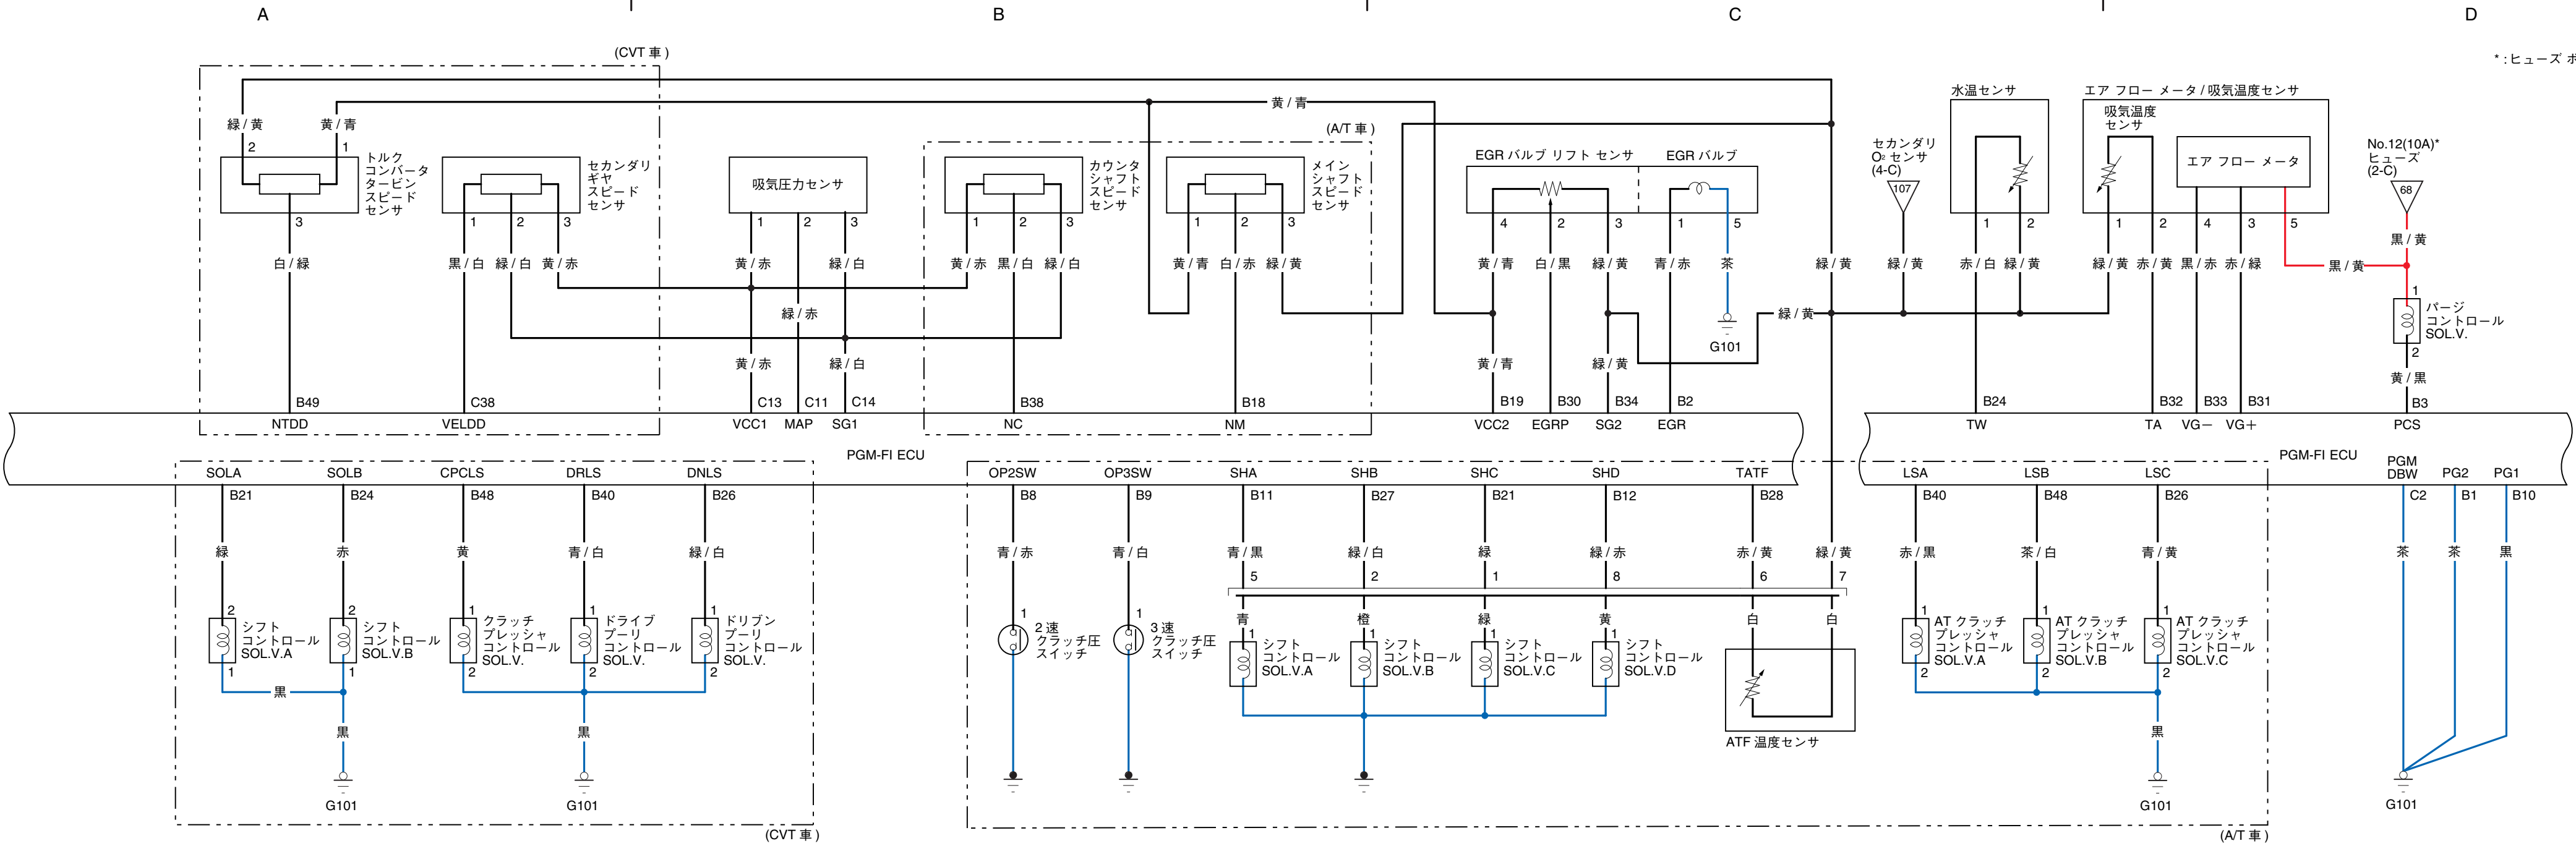 A
B
C
D
(CVT 車)
*:ヒューズ ボ
緑/黄
黄/青
黄/青
(A/T 車)
2
1
トルク
コンバータ
タービン
スピード
センサ
3
セカンダリ
ギヤ
スピード
センサ
1
2
3
吸気圧力センサ
1
2
3
カウンタ
シャフト
スピード
センサ
1
2
3
メイン
シャフト
スピード
センサ
1
2
3
EGR バルブ リフト センサ
EGR バルブ
4
2
3
1
5
セカンダリ
O2 センサ
(4-C)
107
水温センサ
1
2
エア フロー メータ/吸気温度センサ
吸気温度
センサ
エア フロー メータ
1
2
4
3
5
No.12(10A)*
ヒューズ
(2-C)
68
黒/黄
白/緑
黒/白
緑/白
黄/赤
黄/赤
緑/白
黄/赤
黒/白
緑/白
黄/青
白/赤
緑/黄
黄/青
白/黒
緑/黄
青/赤
茶
緑/黄
緑/黄
赤/白
緑/黄
緑/黄
赤/黄
黒/赤
赤/緑
黒/黄
緑/赤
緑/黄
G101
1
パージ
コントロール
SOL.V.
2
黄/赤
緑/白
黄/青
緑/黄
黄/黒
B49
C38
C13
C11
C14
B38
B18
B19
B30
B34
B2
B24
B32
B33
B31
B3
NTDD
VELDD
VCC1
MAP
SG1
NC
NM
VCC2
EGRP
SG2
EGR
TW
TA
VG－
VG＋
PCS
PGM-FI ECU
PGM-FI ECU
SOLA
SOLB
CPCLS
DRLS
DNLS
OP2SW
OP3SW
SHA
SHB
SHC
SHD
TATF
LSA
LSB
LSC
PGM
DBW
PG2
PG1
B21
B24
B48
B40
B26
B8
B9
B11
B27
B21
B12
B28
B40
B48
B26
C2
B1
B10
緑
赤
黄
青/白
緑/白
青/赤
青/白
青/黒
緑/白
緑
緑/赤
赤/黄
緑/黄
赤/黒
茶/白
青/黄
茶
茶
黒
5
2
1
8
6
7
青
橙
緑
黄
白
白
2
シフト
コントロール
SOL.V.A
1
2
シフト
コントロール
SOL.V.B
1
1
クラッチ
プレッシャ
コントロール
SOL.V.
2
1
ドライブ
プーリ
コントロール
SOL.V.
2
1
ドリブン
プーリ
コントロール
SOL.V.
2
1
2 速
クラッチ圧
スイッチ
1
3 速
クラッチ圧
スイッチ
1
シフト
コントロール
SOL.V.A
1
シフト
コントロール
SOL.V.B
1
シフト
コントロール
SOL.V.C
1
シフト
コントロール
SOL.V.D
ATF 温度センサ
1
AT クラッチ
プレッシャ
コントロール
SOL.V.A
2
1
AT クラッチ
プレッシャ
コントロール
SOL.V.B
2
1
AT クラッチ
プレッシャ
コントロール
SOL.V.C
2
黒
黒
黒
黒
G101
G101
G101
G101
(CVT 車)
(A/T 車)